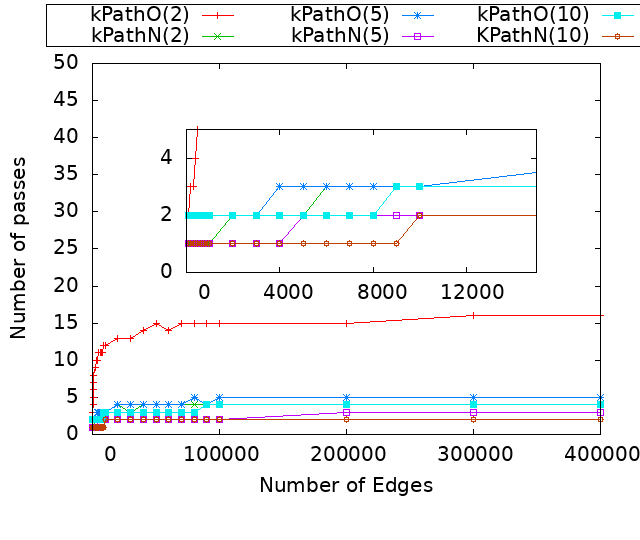 kPathO(2) kPathO(5) kPathO(10)
kPathN(2) kPathN(5) KPathN(10)
50
45
40
35
30
25
20
15
10
5
0
Number of passes
4
2
0
0 4000 8000 12000
0 100000 200000 300000 400000
Number of Edges